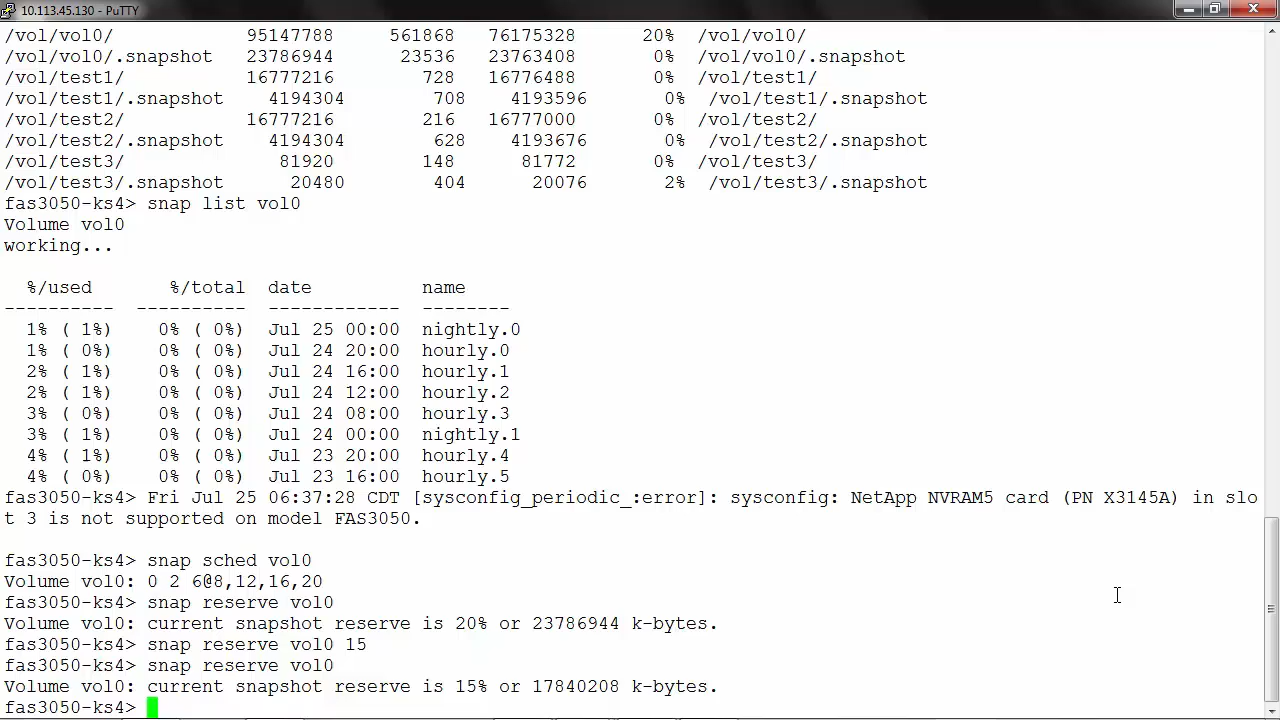 10.113.45.130 - PuTTY
/vol/vol0/            95147788     561868   76175328      20%  /vol/vol0/
/vol/vol0/.snapshot   23786944      23536   23763408       0%  /vol/vol0/.snapshot
/vol/test1/           16777216        728   16776488       0%  /vol/test1/
/vol/test1/.snapshot    4194304        708    4193596       0%  /vol/test1/.snapshot
/vol/test2/           16777216        216   16777000       0%  /vol/test2/
/vol/test2/.snapshot    4194304        628    4193676       0%  /vol/test2/.snapshot
/vol/test3/              81920        148      81772       0%  /vol/test3/
/vol/test3/.snapshot      20480        404      20076       2%  /vol/test3/.snapshot
fas3050-ks4> snap list vol0
Volume vol0
working...
  %/used       %/total  date          name
----------  ----------  ------------  --------
  1% ( 1%)    0% ( 0%)  Jul 25 00:00  nightly.0
  1% ( 0%)    0% ( 0%)  Jul 24 20:00  hourly.0
  2% ( 1%)    0% ( 0%)  Jul 24 16:00  hourly.1
  2% ( 1%)    0% ( 0%)  Jul 24 12:00  hourly.2
  3% ( 0%)    0% ( 0%)  Jul 24 08:00  hourly.3
  3% ( 1%)    0% ( 0%)  Jul 24 00:00  nightly.1
  4% ( 1%)    0% ( 0%)  Jul 23 20:00  hourly.4
  4% ( 0%)    0% ( 0%)  Jul 23 16:00  hourly.5
fas3050-ks4> Fri Jul 25 06:37:28 CDT [sysconfig_periodic_:error]: sysconfig: NetApp NVRAM5 card (PN X3145A) in slo
t 3 is not supported on model FAS3050.
fas3050-ks4> snap sched vol0
Volume vol0: 0 2 6@8,12,16,20
fas3050-ks4> snap reserve vol0
Volume vol0: current snapshot reserve is 20% or 23786944 k-bytes.
fas3050-ks4> snap reserve vol0 15
fas3050-ks4> snap reserve vol0
Volume vol0: current snapshot reserve is 15% or 17840208 k-bytes.
fas3050-ks4>